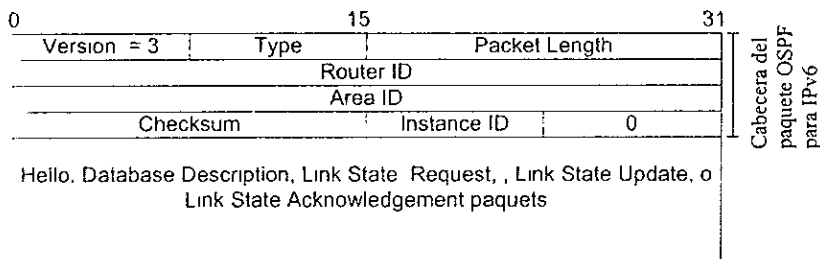 0 15 31
Version = 3 Type Packet Length
Router ID
Area ID
Checksum Instance ID 0
Cabecera del
paquete OSPF
para IPv6
Hello. Database Description, Link State Request, , Link State Update, o
Link State Acknowledgement paquets